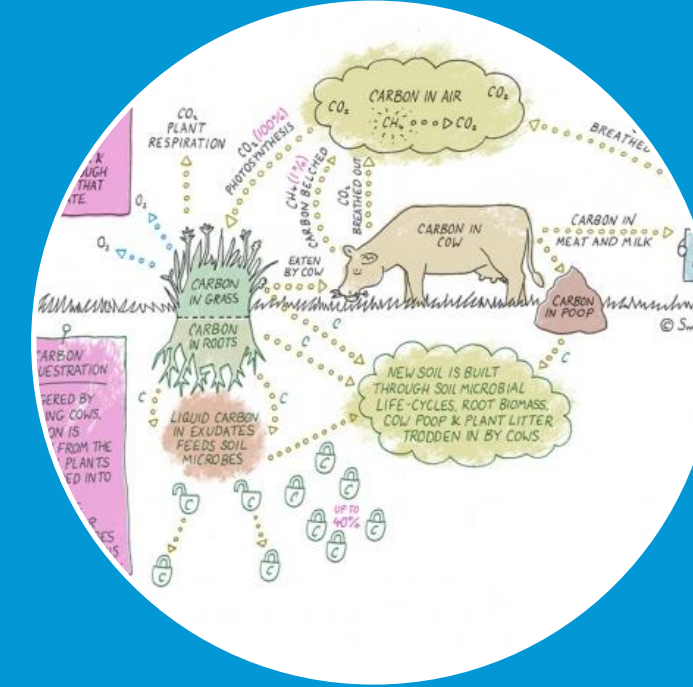 CARBON IN AIR
CO₂
CO₂
CH₄ ooo▷ CO₂
CO₂
PLANT
RESPIRATION
CO₂ (100%)
PHOTOSYNTHESIS
CH₄ (1%)
CARBON BELCHED
CO₂
BREATHED OUT
BREATHED
&
THAT
O₂
O₂
CARBON
IN GRASS
EATEN
BY COW
CARBON IN
COW
CARBON IN
MEAT AND MILK
CARBON
IN ROOTS
CARBON
IN POOP
©
C
C
C
C
C
CARBON
COWS,
IS
FROM THE
PLANTS
INTO
&
LIQUID CARBON
IN EXUDATES
FEEDS SOIL
MICROBES
NEW SOIL IS BUILT
THROUGH SOIL MICROBIAL
LIFE-CYCLES, ROOT BIOMASS,
COW POOP & PLANT LITTER
TRODDEN IN BY COWS
C
C
C
C
C
C
C
C
C
UP TO
40%